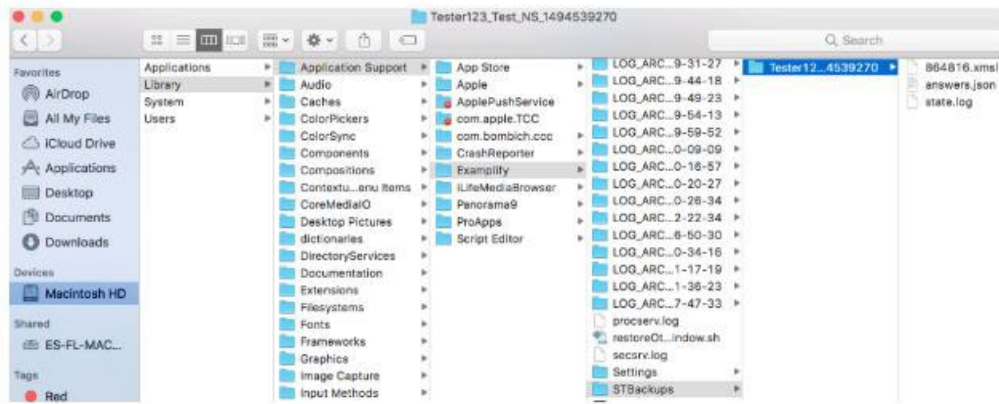 Tester123_Test_NS_1494539270
Search
Favorites
AirDrop
All My Files
iCloud Drive
Applications
Desktop
Documents
Downloads
Devices
Macintosh HD
Shared
ES-FL-MAC...
Tags
Red
Applications
Library
System
Users
Application Support
Audio
Caches
ColorPickers
ColorSync
Components
Compositions
Contextu...enu Items
CoreMediaIO
Desktop Pictures
dictionaries
DirectoryServices
Documentation
Extensions
Filesystems
Fonts
Frameworks
Graphics
Image Capture
Input Methods
App Store
Apple
ApplePushService
com.apple.TCC
com.bombich.ccc
CrashReporter
Examplify
iLifeMediaBrowser
Panorama9
ProApps
Script Editor
LOG_ARC...9-31-27
LOG_ARC...9-44-18
LOG_ARC...9-49-23
LOG_ARC...9-54-13
LOG_ARC...9-59-52
LOG_ARC...0-09-09
LOG_ARC...0-16-57
LOG_ARC...0-20-27
LOG_ARC...0-26-34
LOG_ARC...2-22-34
LOG_ARC...6-50-30
LOG_ARC...0-34-16
LOG_ARC...1-17-19
LOG_ARC...1-36-23
LOG_ARC...7-47-33
procserv.log
restoreOt...indow.sh
secsrv.log
Settings
STBackups
Tester12...4539270
864816.xmsl
answers.json
state.log